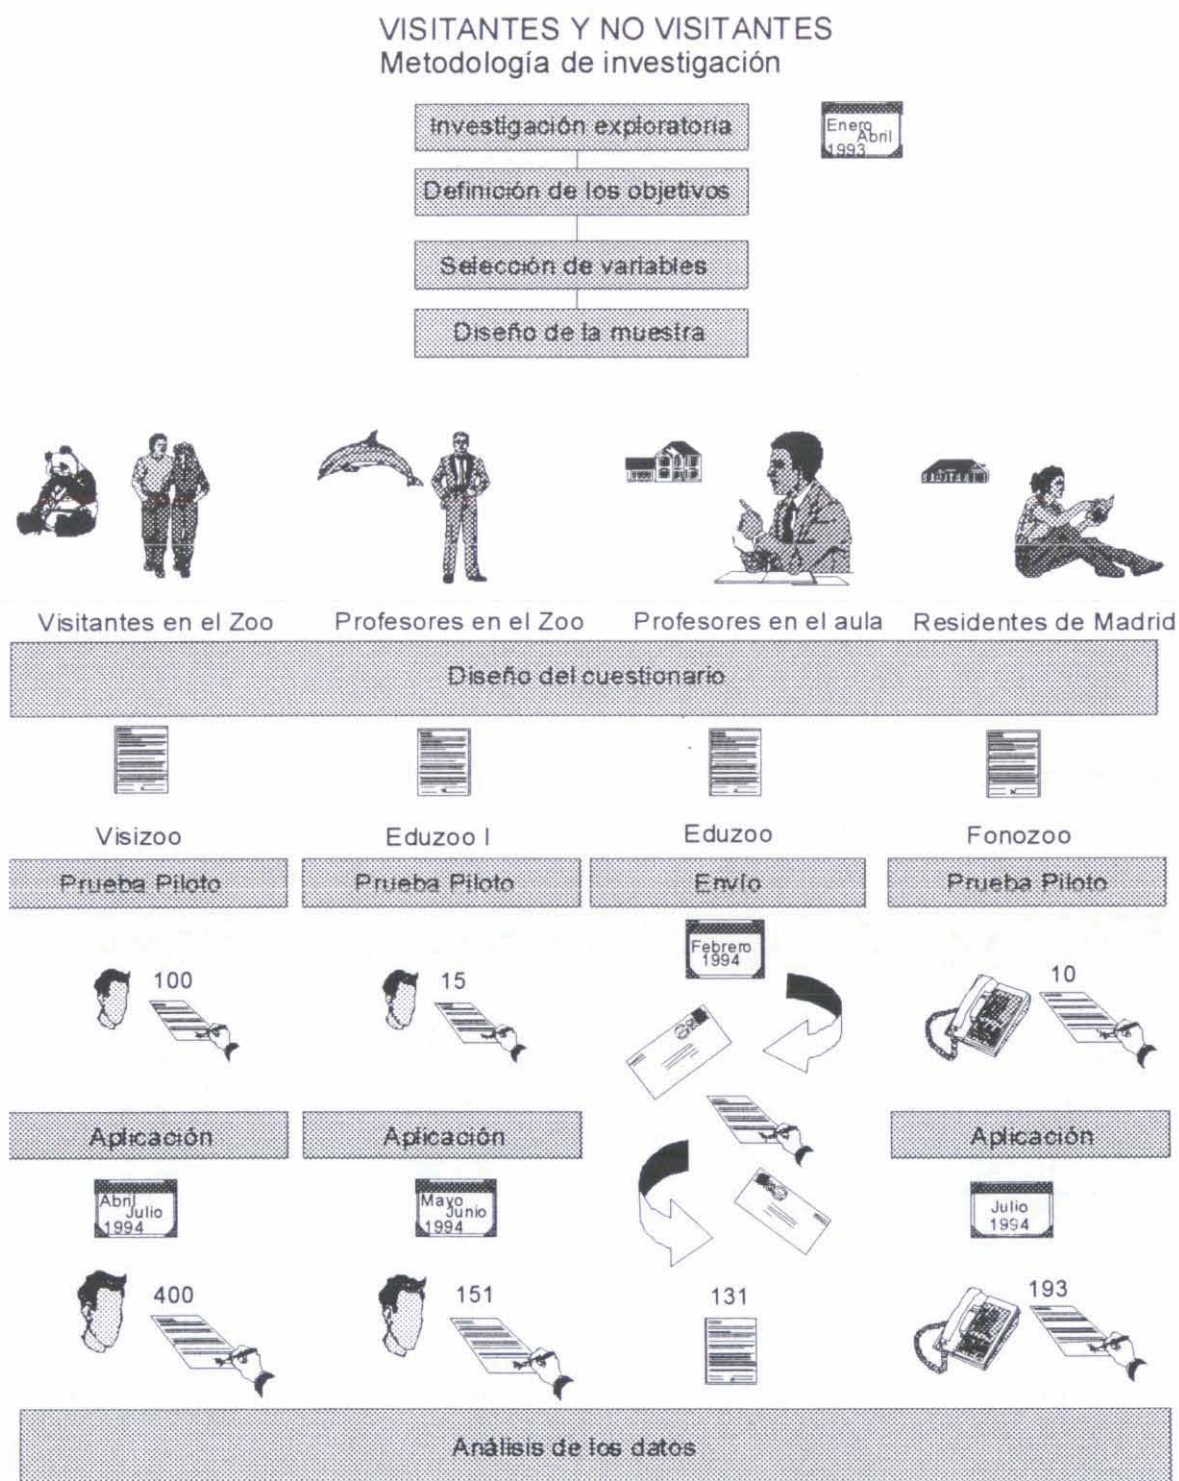 VISITANTES Y NO VISITANTES
Metodología de investigación
Investigación exploratoria
Enero
Abril
1993
Definición de los objetivos
Selección de variables
Diseño de la muestra
Visitantes en el Zoo
Profesores en el Zoo
Profesores en el aula
Residentes de Madrid
Diseño del cuestionario
Visizoo
Eduzoo I
Eduzoo
Fonozoo
Prueba Piloto
Prueba Piloto
Envío
Prueba Piloto
Febrero
1994
100
15
10
Aplicación
Aplicación
Aplicación
Abril
Julio
1994
Mayo
Junio
1994
Julio
1994
400
151
131
193
Análisis de los datos